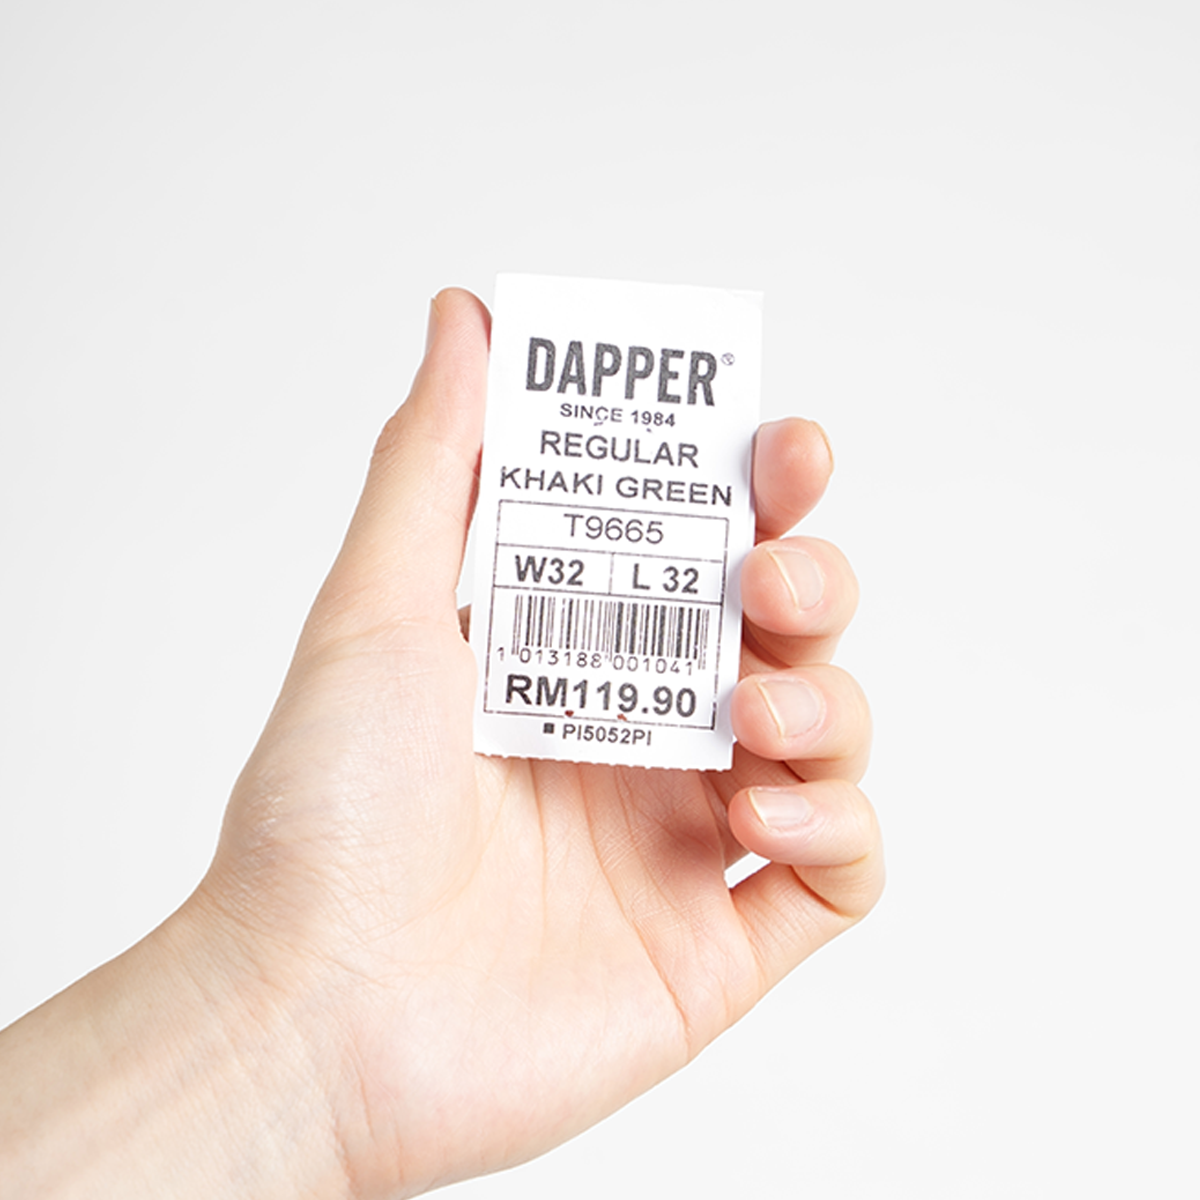 DAPPER®
SINCE 1984
REGULAR
KHAKI GREEN
T9665
W32 L 32
1 013188 001041
RM119.90
■ PI5052PI